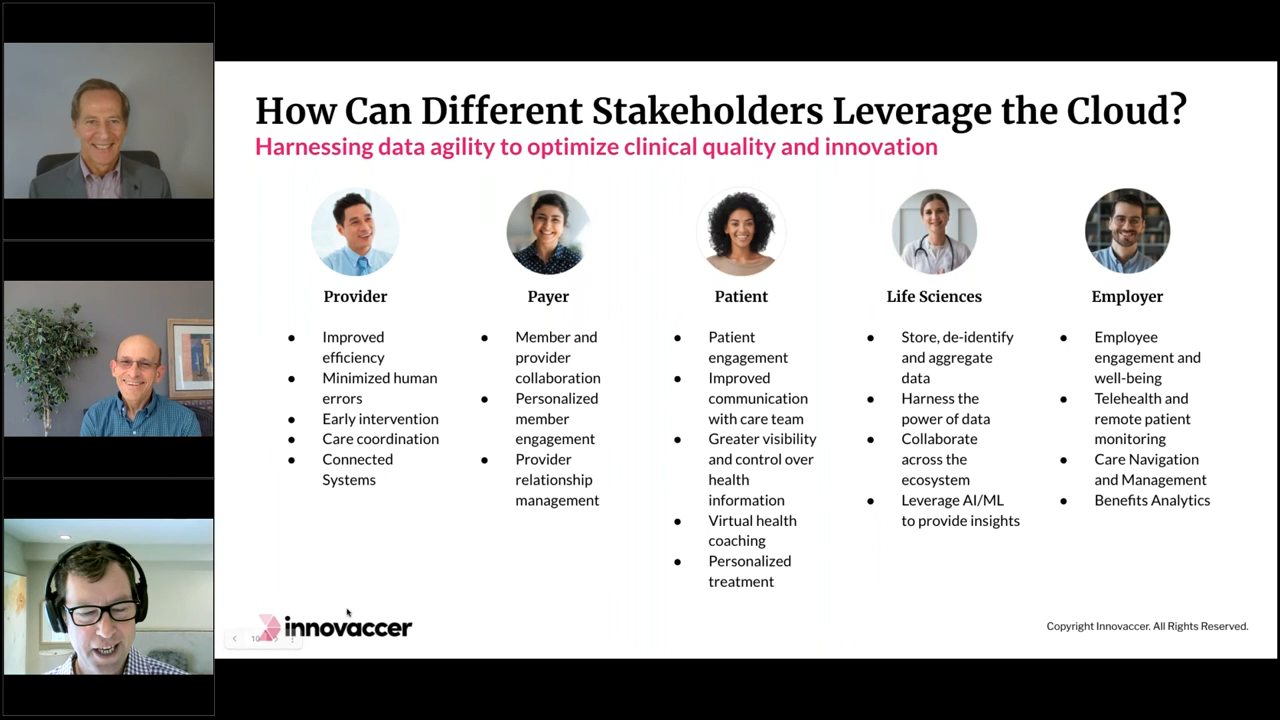 How Can Different Stakeholders Leverage the Cloud?
Harnessing data agility to optimize clinical quality and innovation
Provider
● Improved
efficiency
● Minimized human
errors
● Early intervention
● Care coordination
● Connected
Systems
Payer
● Member and
provider
collaboration
● Personalized
member
engagement
● Provider
relationship
management
Patient
● Patient
engagement
● Improved
communication
with care team
● Greater visibility
and control over
health
information
● Virtual health
coaching
● Personalized
treatment
Life Sciences
● Store, de-identify
and aggregate
data
● Harness the
power of data
● Collaborate
across the
ecosystem
● Leverage AI/ML
to provide insights
Employer
● Employee
engagement and
well-being
● Telehealth and
remote patient
monitoring
● Care Navigation
and Management
● Benefits Analytics
innovaccer
10
Copyright Innovaccer. All Rights Reserved.